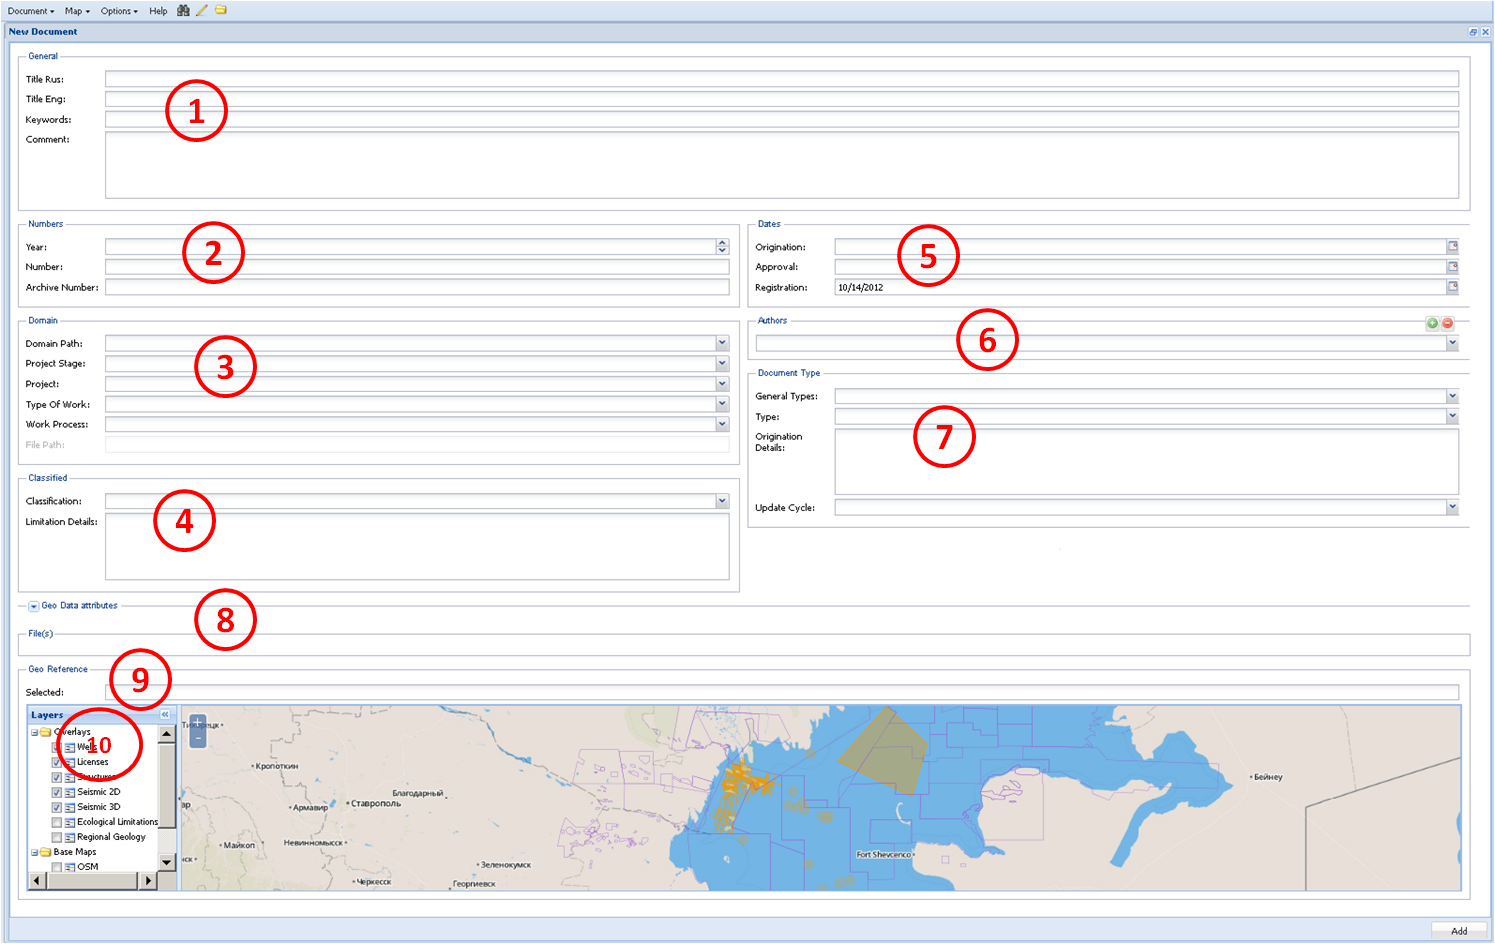 Document Map Options Help
New Document
General
Title Rus:
Title Eng:
1
Keywords:
Comment:
Numbers
Year:
2
Number:
Archive Number:
Dates
Origination:
5
Approval:
Registration: 10/14/2012
Domain
Domain Path:
Project Stage:
3
Project:
Type Of Work:
Work Process:
File Path:
Authors
6
Document Type
General Types:
Type:
7
Origination
Details:
Update Cycle:
Classified
Classification:
4
Limitation Details:
Geo Data attributes
8
File(s)
Geo Reference
9
Selected:
Layers
Overlays
10
Wells
Licenses
Structures
Seismic 2D
Seismic 3D
Ecological Limitations
Regional Geology
Base Maps
OSM
+
-
Кропоткин
Армавир
Ставрополь
Благодарный
Майкоп
Невинномысск
Зеленокумск
Черкесск
Георгиевск
Fort Shevcenco
Бейнеу
Add